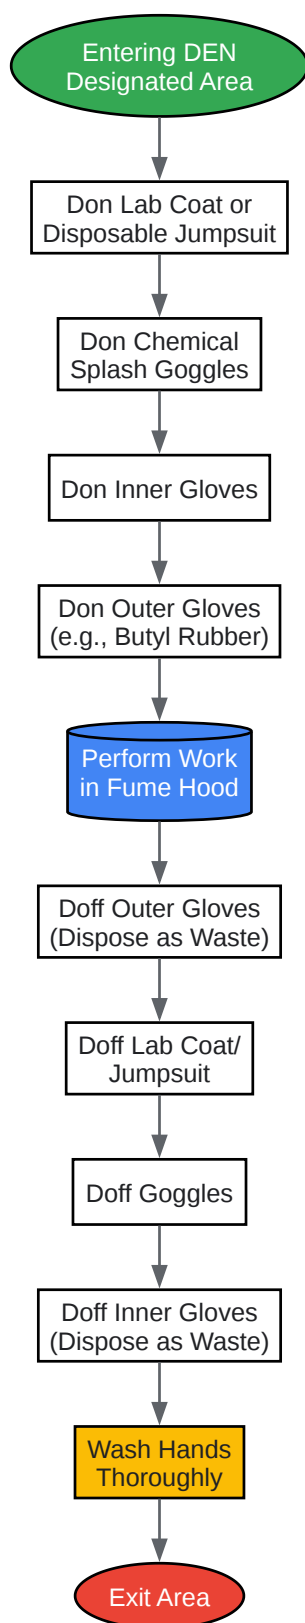 Entering DEN
Designated Area
Don Lab Coat or
Disposable Jumpsuit
Don Chemical
Splash Goggles
Don Inner Gloves
Don Outer Gloves
(e.g., Butyl Rubber)
Perform Work
in Fume Hood
Doff Outer Gloves
(Dispose as Waste)
Doff Lab Coat/
Jumpsuit
Doff Goggles
Doff Inner Gloves
(Dispose as Waste)
Wash Hands
Thoroughly
Exit Area